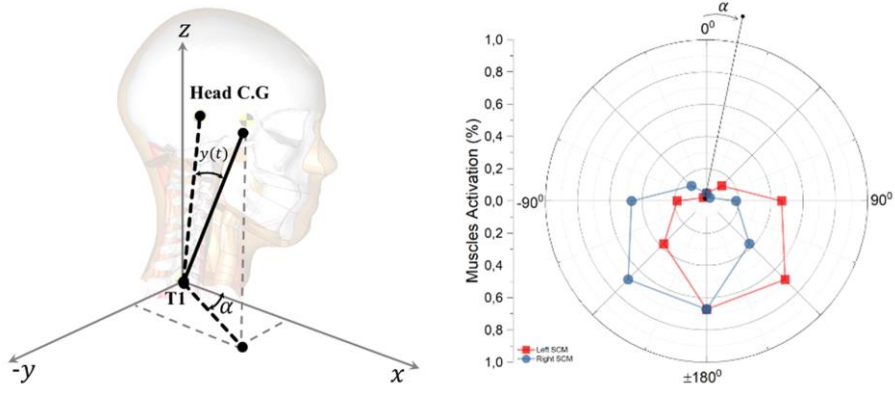 z
Head C.G
y(t)
T1
α
-y
x
α
0⁰
Muscles Activation (%)
1,0
0,8
0,6
0,4
0,2
0,0
0,2
0,4
0,6
0,8
1,0
-90⁰
90⁰
±180⁰
Left SCM
Right SCM